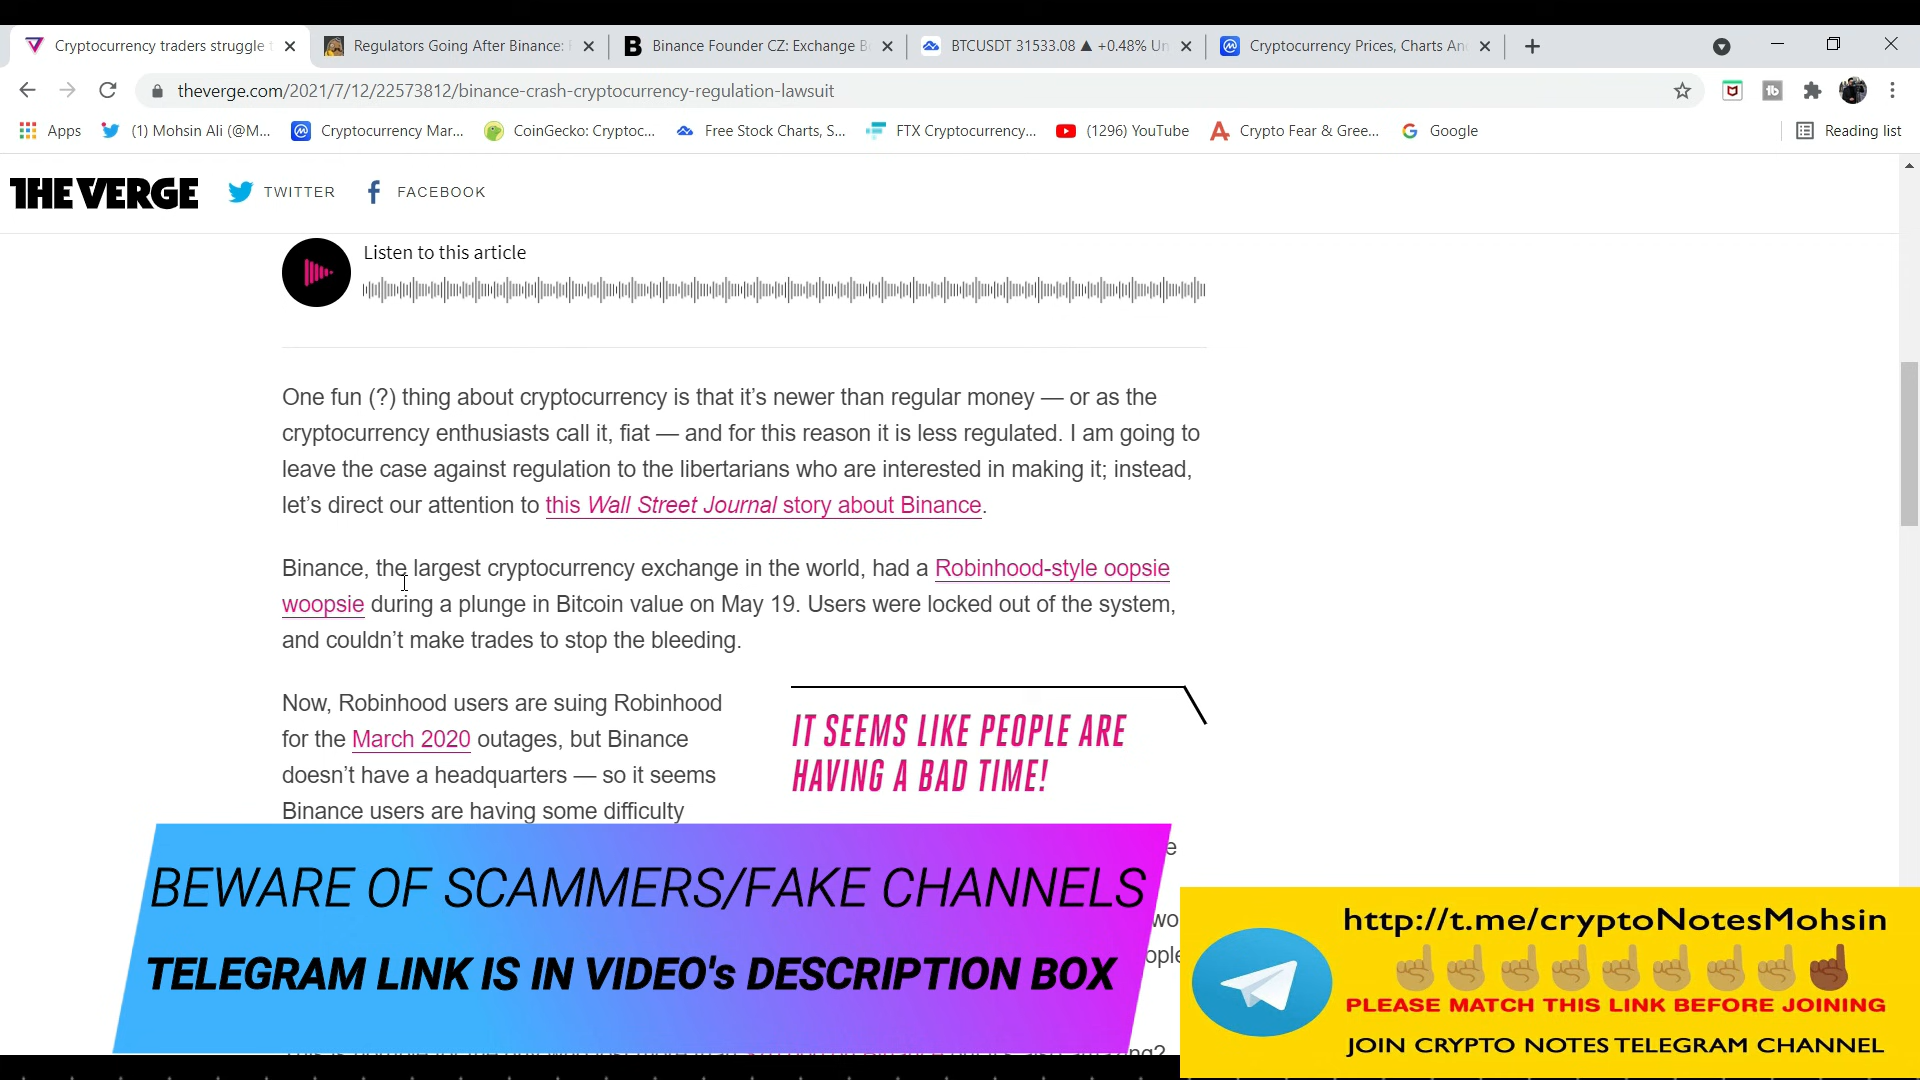 Cryptocurrency traders struggle
Regulators Going After Binance:
Binance Founder CZ: Exchange B
BTCUSDT 31533.08 ▲ +0.48% Un
Cryptocurrency Prices, Charts An
theverge.com/2021/7/12/22573812/binance-crash-cryptocurrency-regulation-lawsuit
Apps
(1) Mohsin Ali (@M...
Cryptocurrency Mar...
CoinGecko: Cryptoc...
Free Stock Charts, S...
FTX Cryptocurrency...
(1296) YouTube
Crypto Fear & Gree...
Google
Reading list
THE VERGE
TWITTER
FACEBOOK
Listen to this article
One fun (?) thing about cryptocurrency is that it’s newer than regular money — or as the
cryptocurrency enthusiasts call it, fiat — and for this reason it is less regulated. I am going to
leave the case against regulation to the libertarians who are interested in making it; instead,
let’s direct our attention to this Wall Street Journal story about Binance.
Binance, the largest cryptocurrency exchange in the world, had a Robinhood-style oopsie
woopsie during a plunge in Bitcoin value on May 19. Users were locked out of the system,
and couldn’t make trades to stop the bleeding.
Now, Robinhood users are suing Robinhood
for the March 2020 outages, but Binance
doesn’t have a headquarters — so it seems
Binance users are having some difficulty
IT SEEMS LIKE PEOPLE ARE
HAVING A BAD TIME!
BEWARE OF SCAMMERS/FAKE CHANNELS
TELEGRAM LINK IS IN VIDEO's DESCRIPTION BOX
http://t.me/cryptoNotesMohsin
PLEASE MATCH THIS LINK BEFORE JOINING
JOIN CRYPTO NOTES TELEGRAM CHANNEL